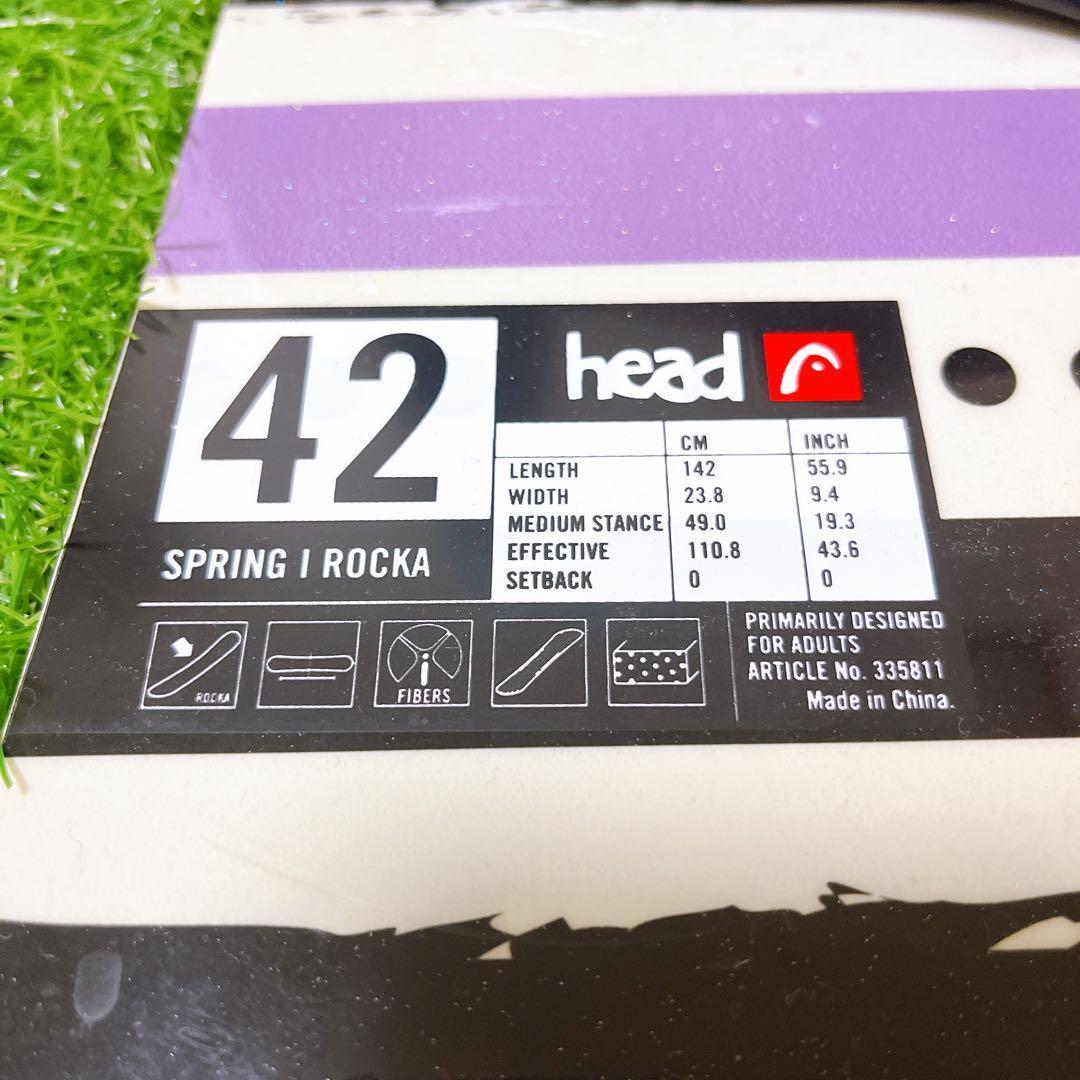 42
head
CM INCH
LENGTH 142 55.9
WIDTH 23.8 9.4
MEDIUM STANCE 49.0 19.3
EFFECTIVE 110.8 43.6
SETBACK 0 0
SPRING I ROCKA
ROCKA
i
FIBERS
PRIMARILY DESIGNED
FOR ADULTS
ARTICLE No. 335811
Made in China.